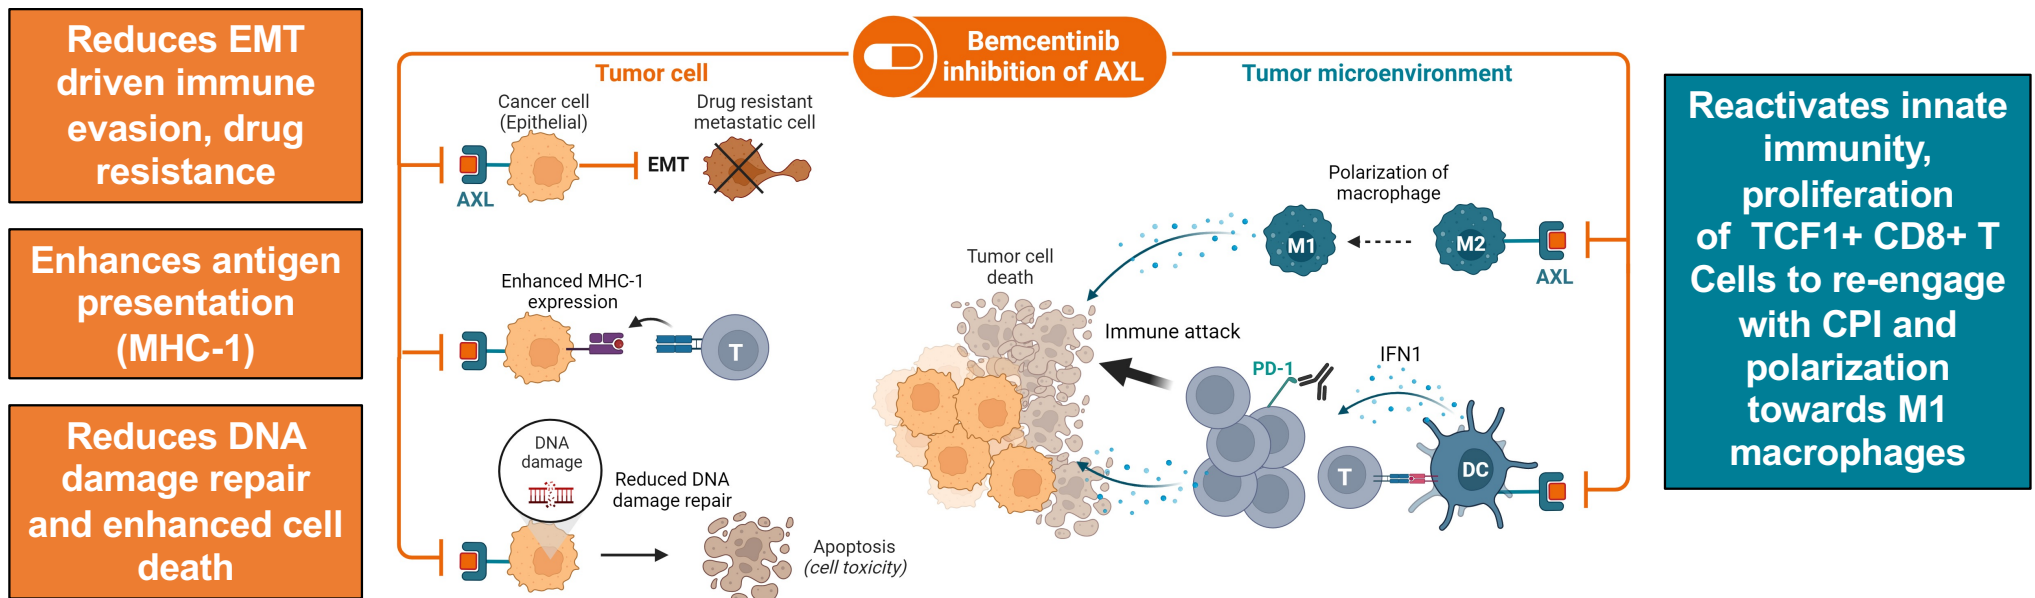 Reduces EMT
driven immune
evasion, drug
resistance
Enhances antigen
presentation
(MHC-1)
Reduces DNA
damage repair
and enhanced cell
death
Bemcentinib
inhibition of AXL
Tumor cell
Cancer cell
(Epithelial)
Drug resistant
metastatic cell
EMT
AXL
Enhanced MHC-1
expression
T
DNA
damage
Reduced DNA
damage repair
Apoptosis
(cell toxicity)
Tumor microenvironment
Polarization of
macrophage
M1
M2
AXL
Tumor cell
death
Immune attack
PD-1
IFN1
T
DC
Reactivates innate
immunity,
proliferation
of TCF1+ CD8+ T
Cells to re-engage
with CPI and
polarization
towards M1
macrophages